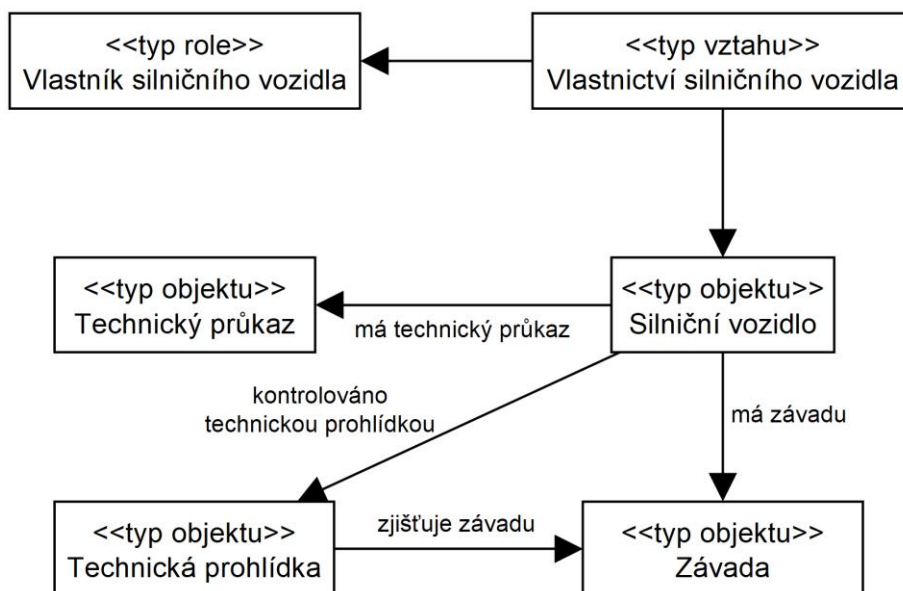 <<typ role>>
Vlastník silničního vozidla
<<typ vztahu>>
Vlastnictví silničního vozidla
<<typ objektu>>
Technický průkaz
má technický průkaz
<<typ objektu>>
Silniční vozidlo
kontrolováno
technickou prohlídkou
má závadu
<<typ objektu>>
Technická prohlídka
zjišťuje závadu
<<typ objektu>>
Závada